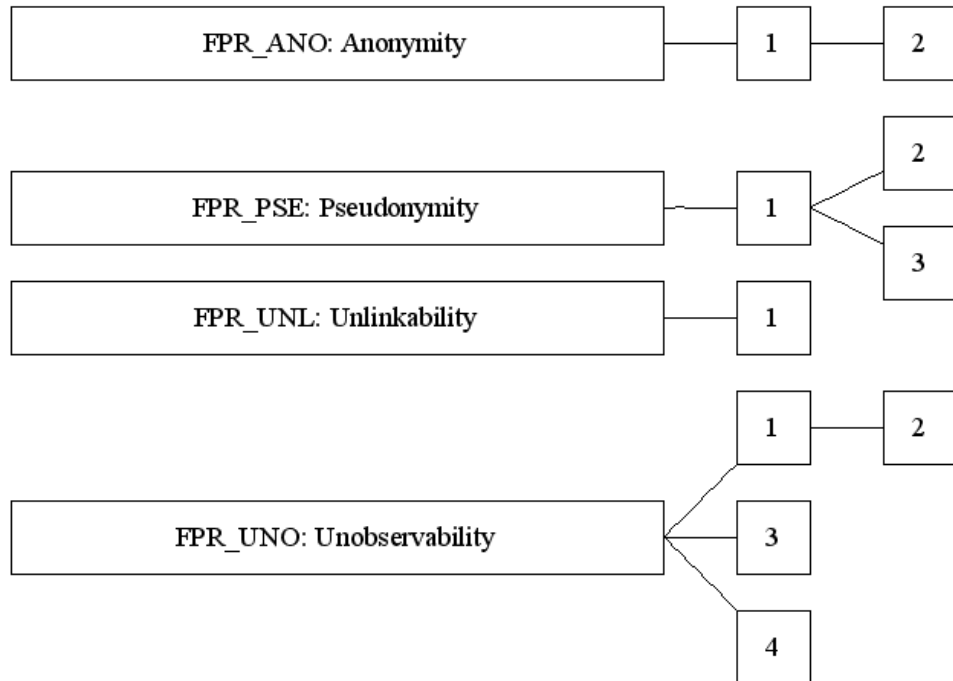 FPR_ANO: Anonymity 1 2
2
FPR_PSE: Pseudonymity 1
3
FPR_UNL: Unlinkability 1
1 2
FPR_UNO: Unobservability 3
4